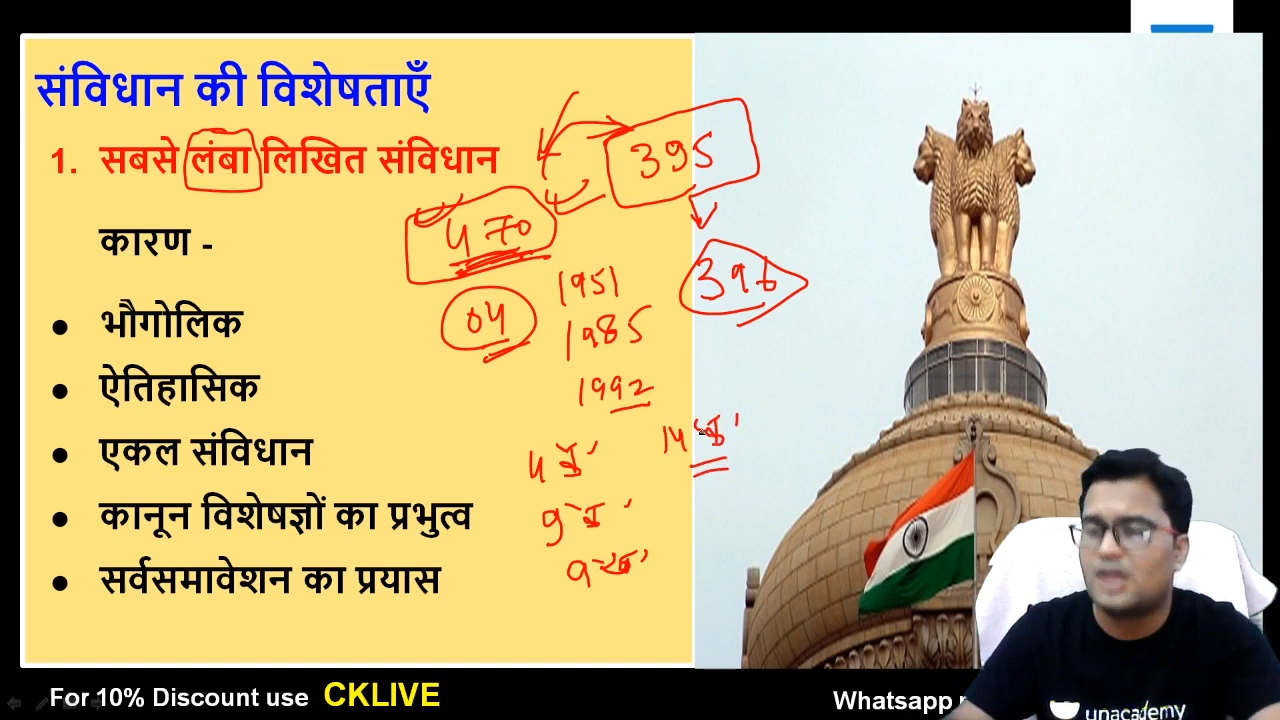 संविधान की विशेषताएँ
1. सबसे लंबा लिखित संविधान
395
कारण -
470
396
04
1951
1985
1992
भौगोलिक
ऐतिहासिक
एकल संविधान
कानून विशेषज्ञों का प्रभुत्व
सर्वसमावेशन का प्रयास
For 10% Discount use CKLIVE
Whatsapp
unacademy